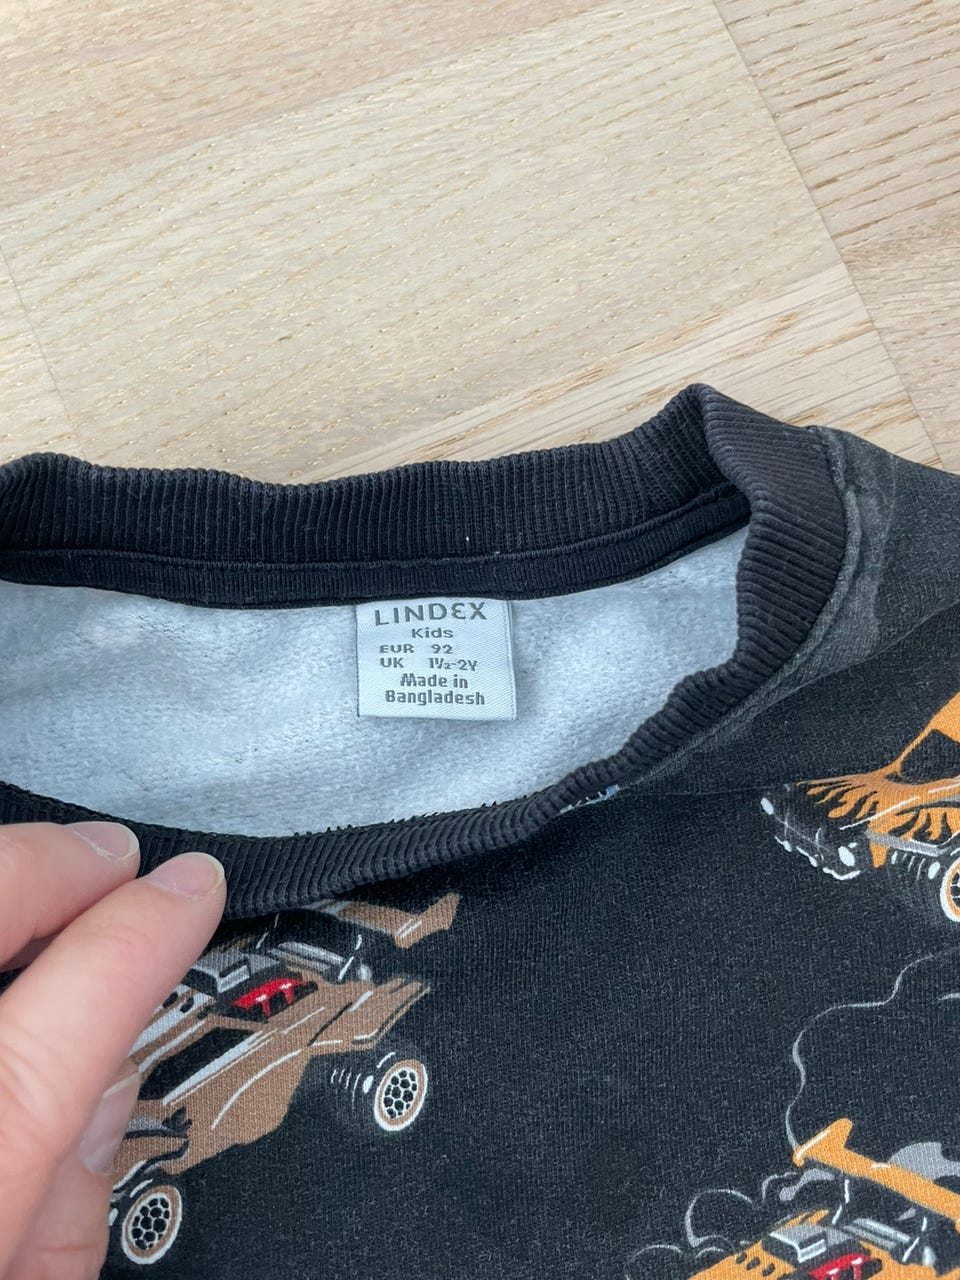 LINDEX
Kids
EUR 92
UK 1½-2Y
Made in
Bangladesh